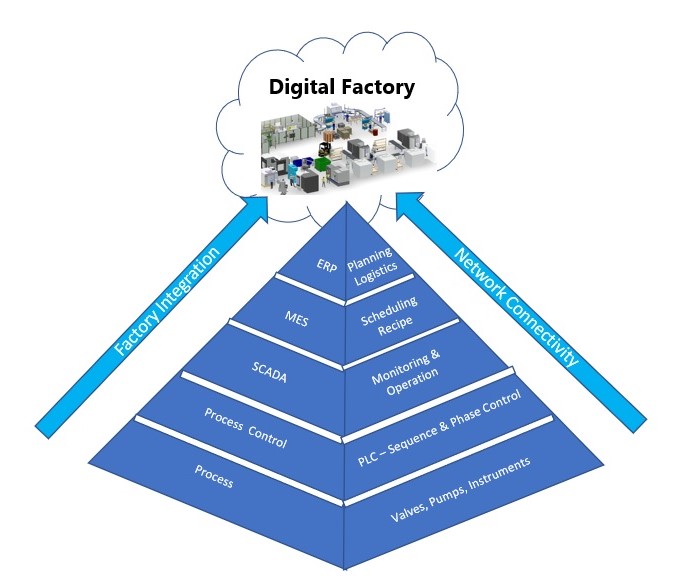 Digital Factory
Factory Integration
Network Connectivity
ERP
Planning
Logistics
MES
Scheduling
Recipe
SCADA
Monitoring &
Operation
Process Control
PLC – Sequence & Phase Control
Process
Valves, Pumps, Instruments